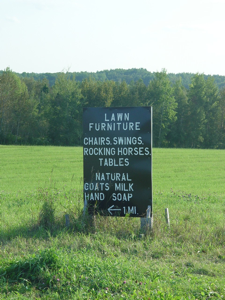 LAWN
FURNITURE
CHAIRS, SWINGS,
ROCKING HORSES,
TABLES
NATURAL
GOATS MILK
HAND SOAP
← 1 MI